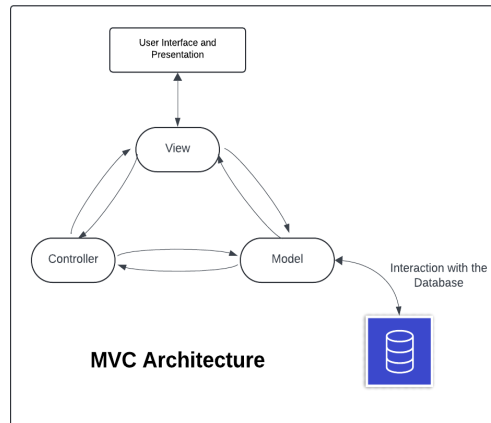 User Interface and
Presentation
View
Controller
Model
Interaction with the
Database
MVC Architecture